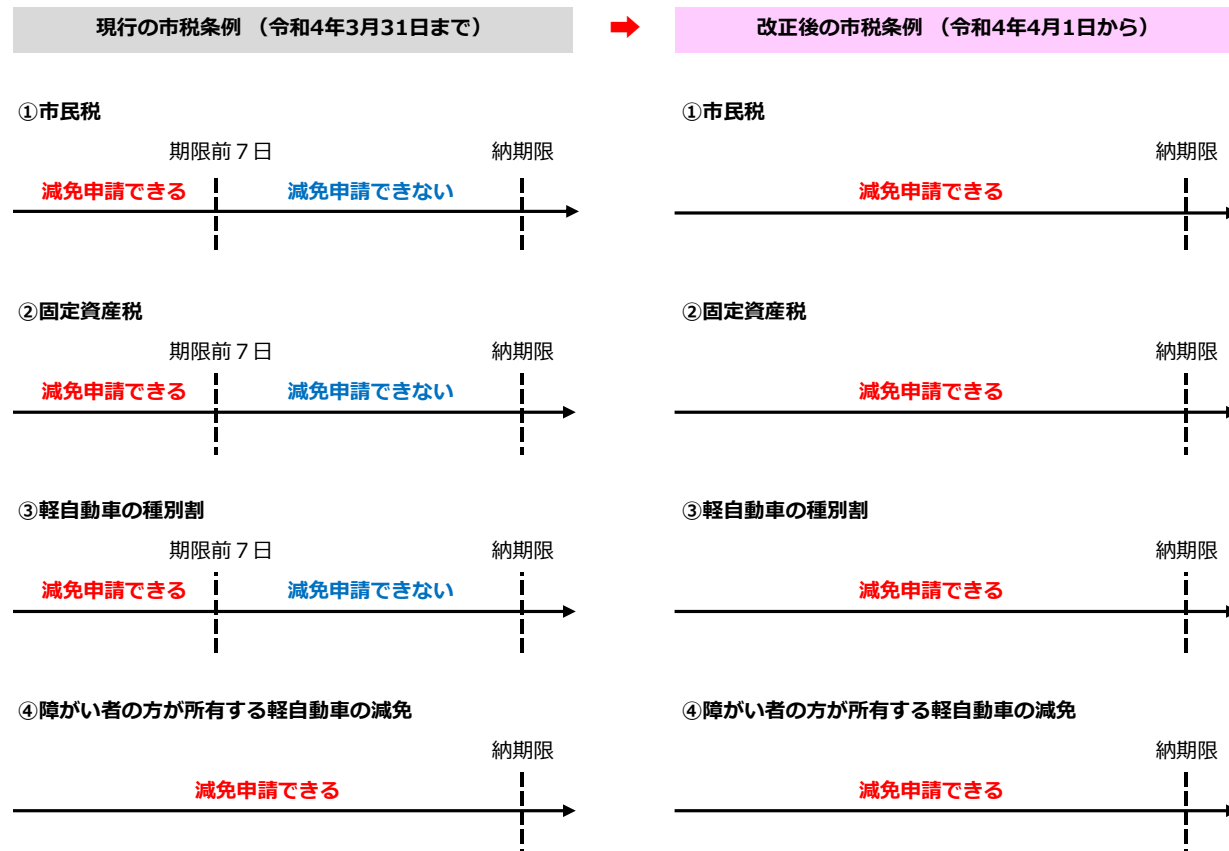 現行の市税条例 （令和4年3月31日まで）
①市民税
期限前７日 納期限
減免申請できる 減免申請できない
②固定資産税
期限前７日 納期限
減免申請できる 減免申請できない
③軽自動車の種別割
期限前７日 納期限
減免申請できる 減免申請できない
④障がい者の方が所有する軽自動車の減免
納期限
減免申請できる
改正後の市税条例 （令和4年4月1日から）
①市民税
納期限
減免申請できる
②固定資産税
納期限
減免申請できる
③軽自動車の種別割
納期限
減免申請できる
④障がい者の方が所有する軽自動車の減免
納期限
減免申請できる